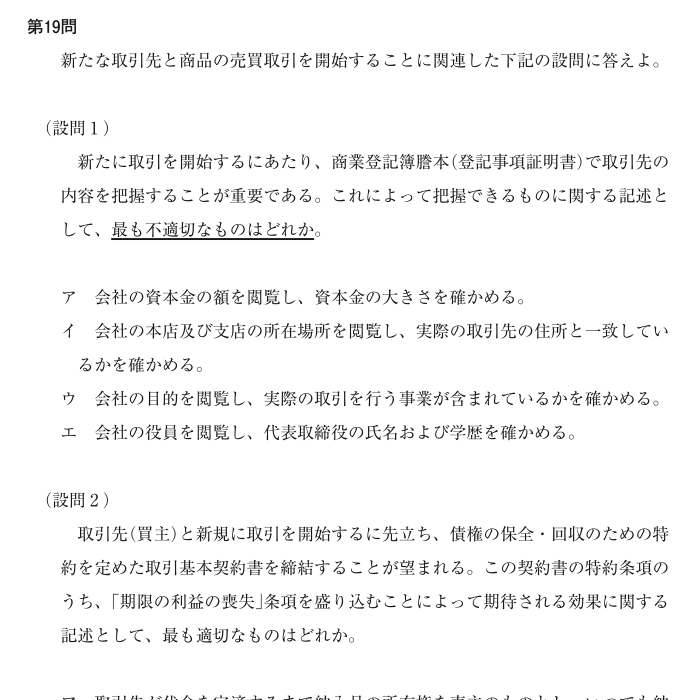 第19問
新たな取引先と商品の売買取引を開始することに関連した下記の設問に答えよ。
（設問１）
新たに取引を開始するにあたり、商業登記簿謄本(登記事項証明書)で取引先の
内容を把握することが重要である。これによって把握できるものに関する記述と
して、最も不適切なものはどれか。
ア　会社の資本金の額を閲覧し、資本金の大きさを確かめる。
イ　会社の本店及び支店の所在場所を閲覧し、実際の取引先の住所と一致してい
るかを確かめる。
ウ　会社の目的を閲覧し、実際の取引を行う事業が含まれているかを確かめる。
エ　会社の役員を閲覧し、代表取締役の氏名および学歴を確かめる。
（設問２）
取引先(買主)と新規に取引を開始するに先立ち、債権の保全・回収のための特
約を定めた取引基本契約書を締結することが望まれる。この契約書の特約条項の
うち、「期限の利益の喪失」条項を盛り込むことによって期待される効果に関する
記述として、最も適切なものはどれか。